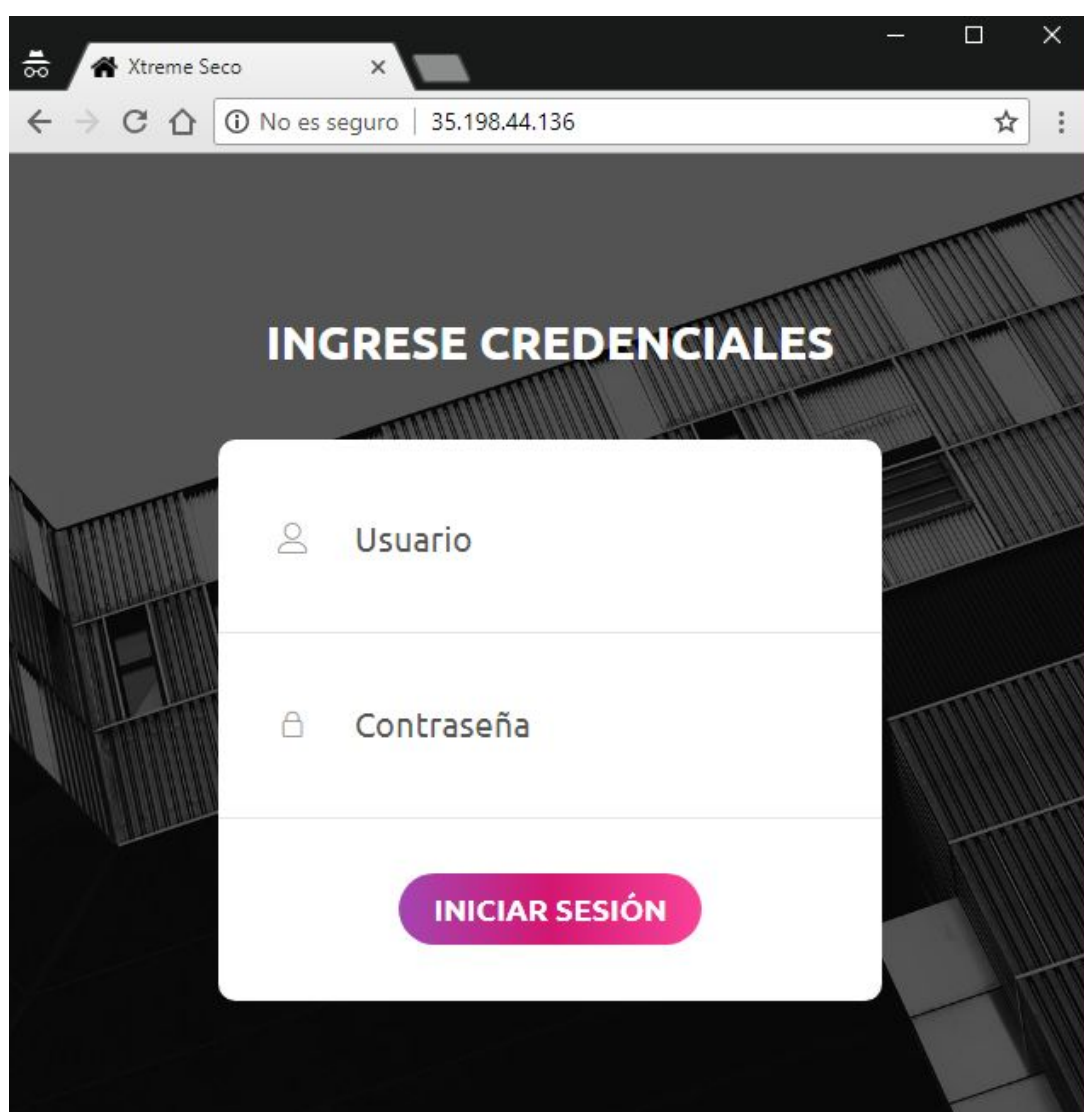 Xtreme Seco
No es seguro | 35.198.44.136
INGRESE CREDENCIALES
Usuario
Contraseña
INICIAR SESIÓN